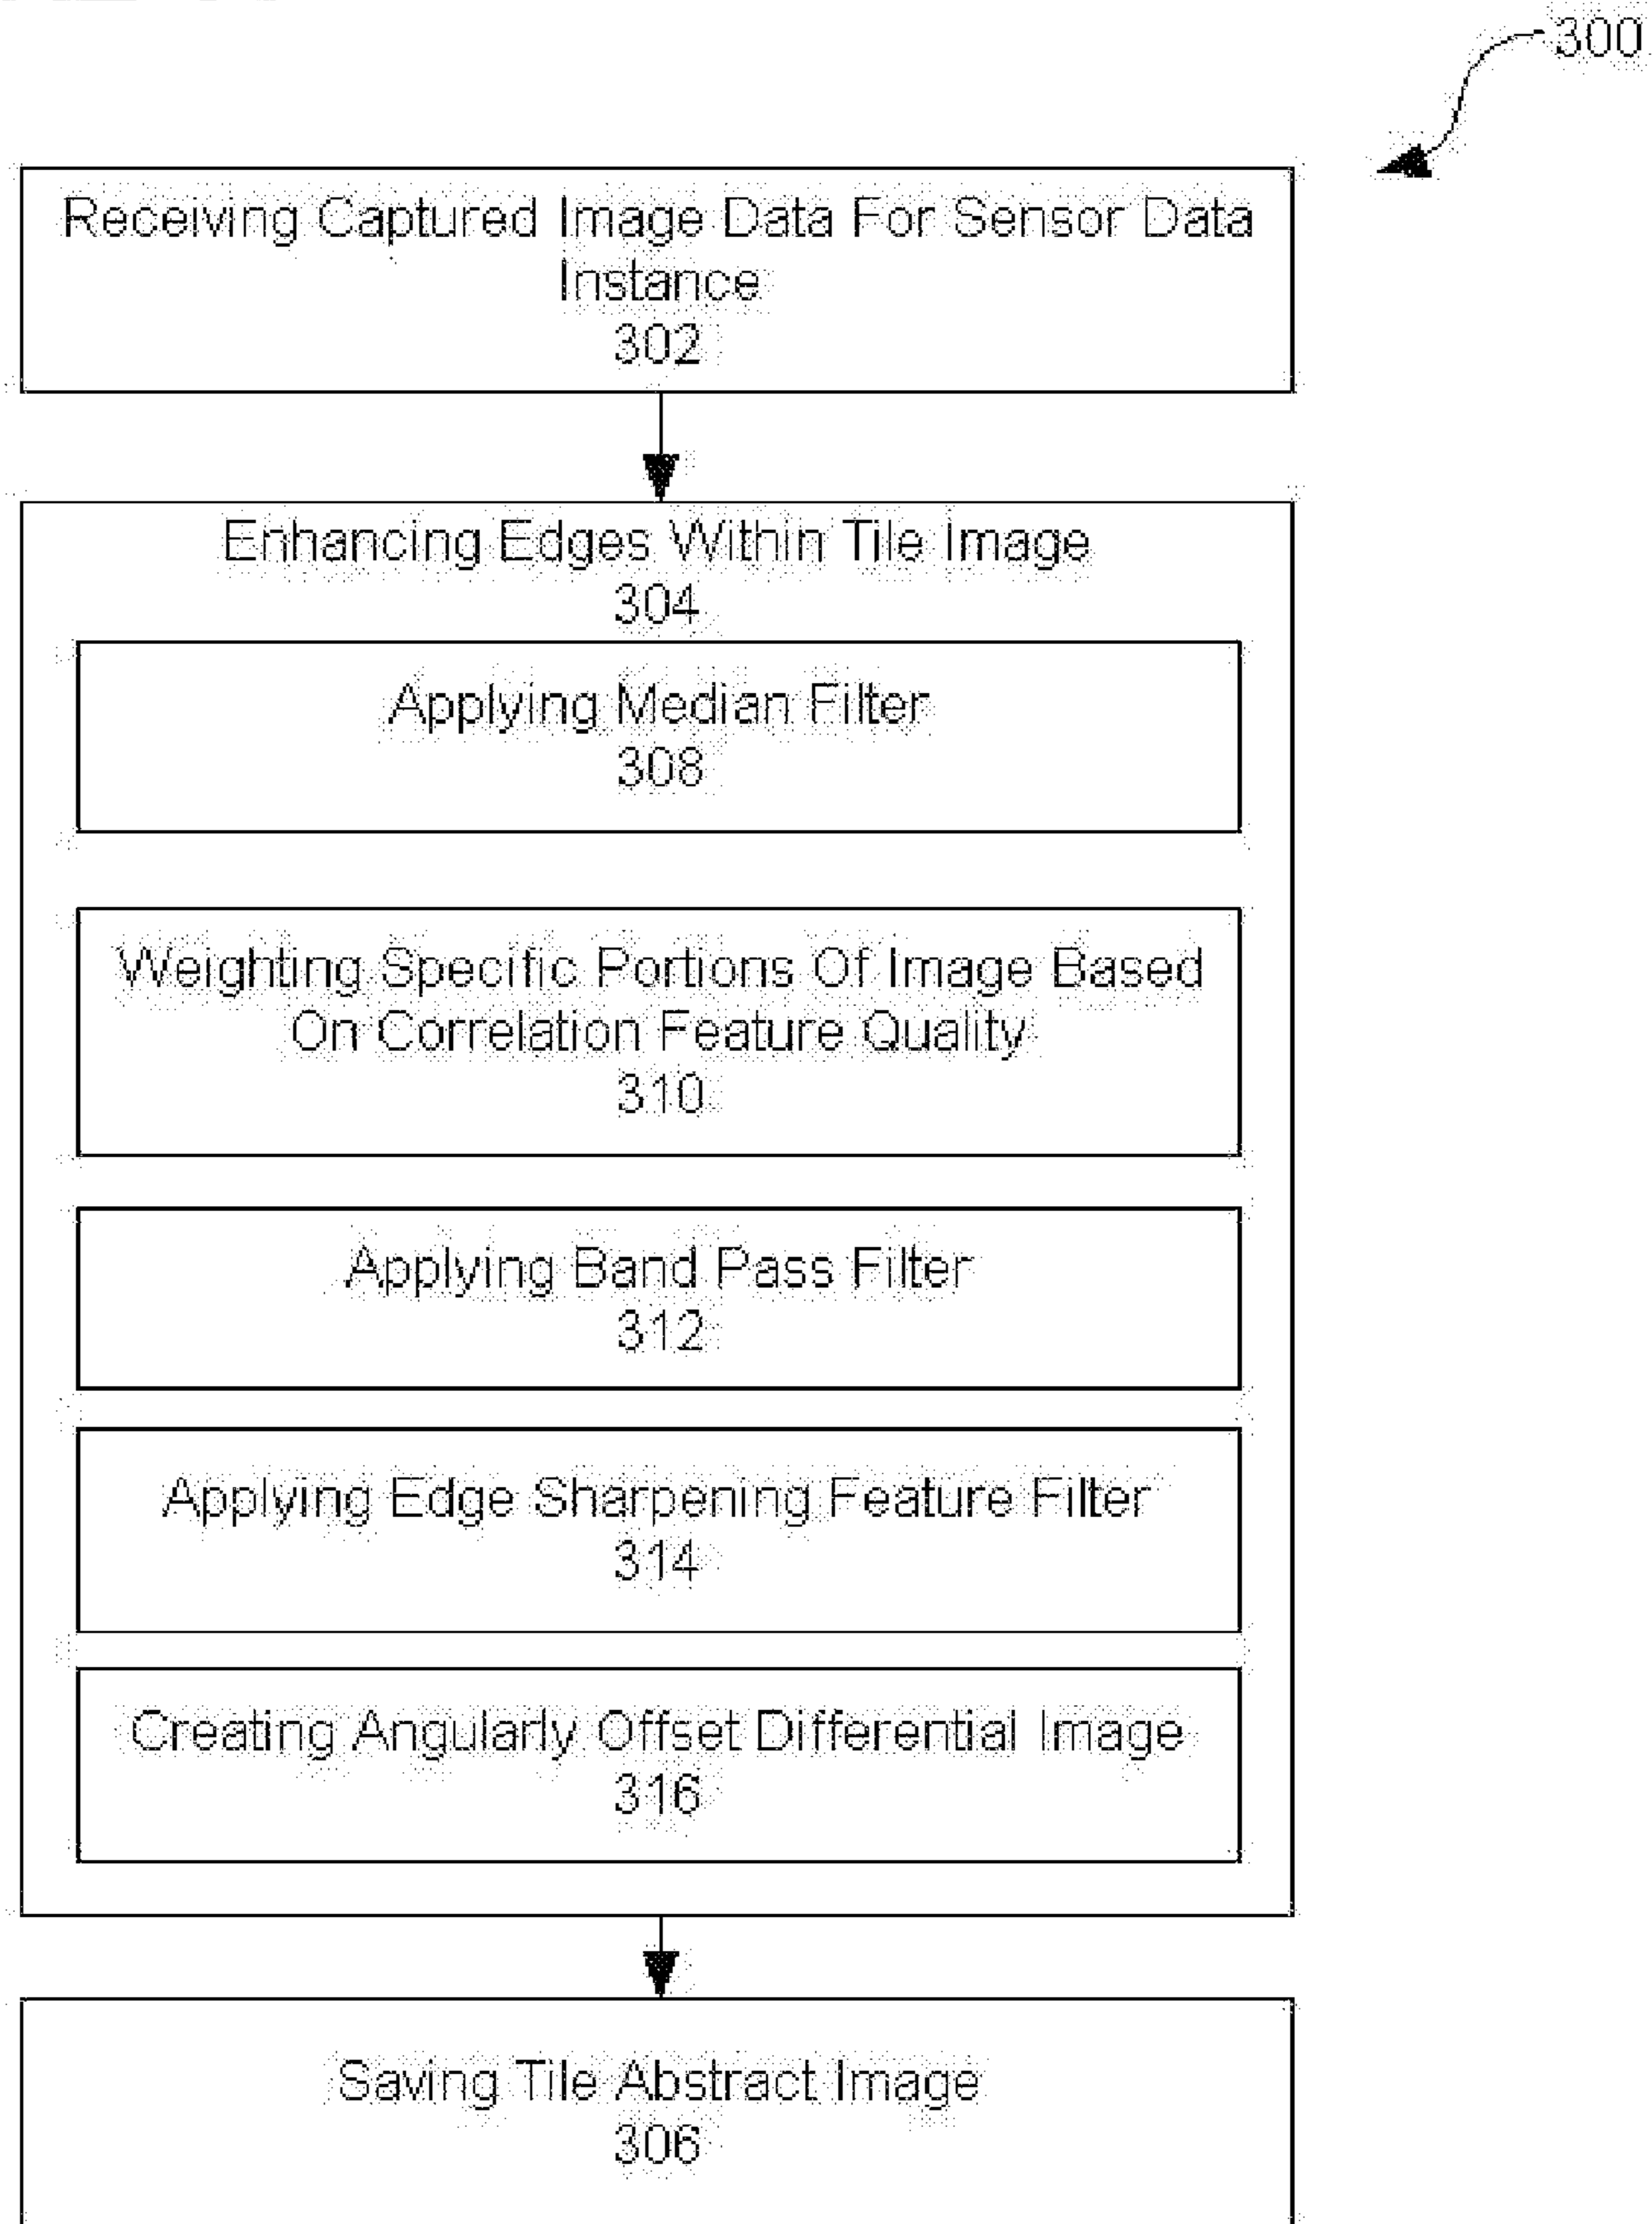 300
Receiving Captured Image Data For Sensor Data
Instance
302
Enhancing Edges Within Tile Image
304
Applying Median Filter
308
Weighting Specific Portions Of Image Based
On Correlation Feature Quality
310
Applying Band Pass Filter
312
Applying Edge Sharpening Feature Filter
314
Creating Angularly Offset Differential Image
316
Saving Tile Abstract Image
306